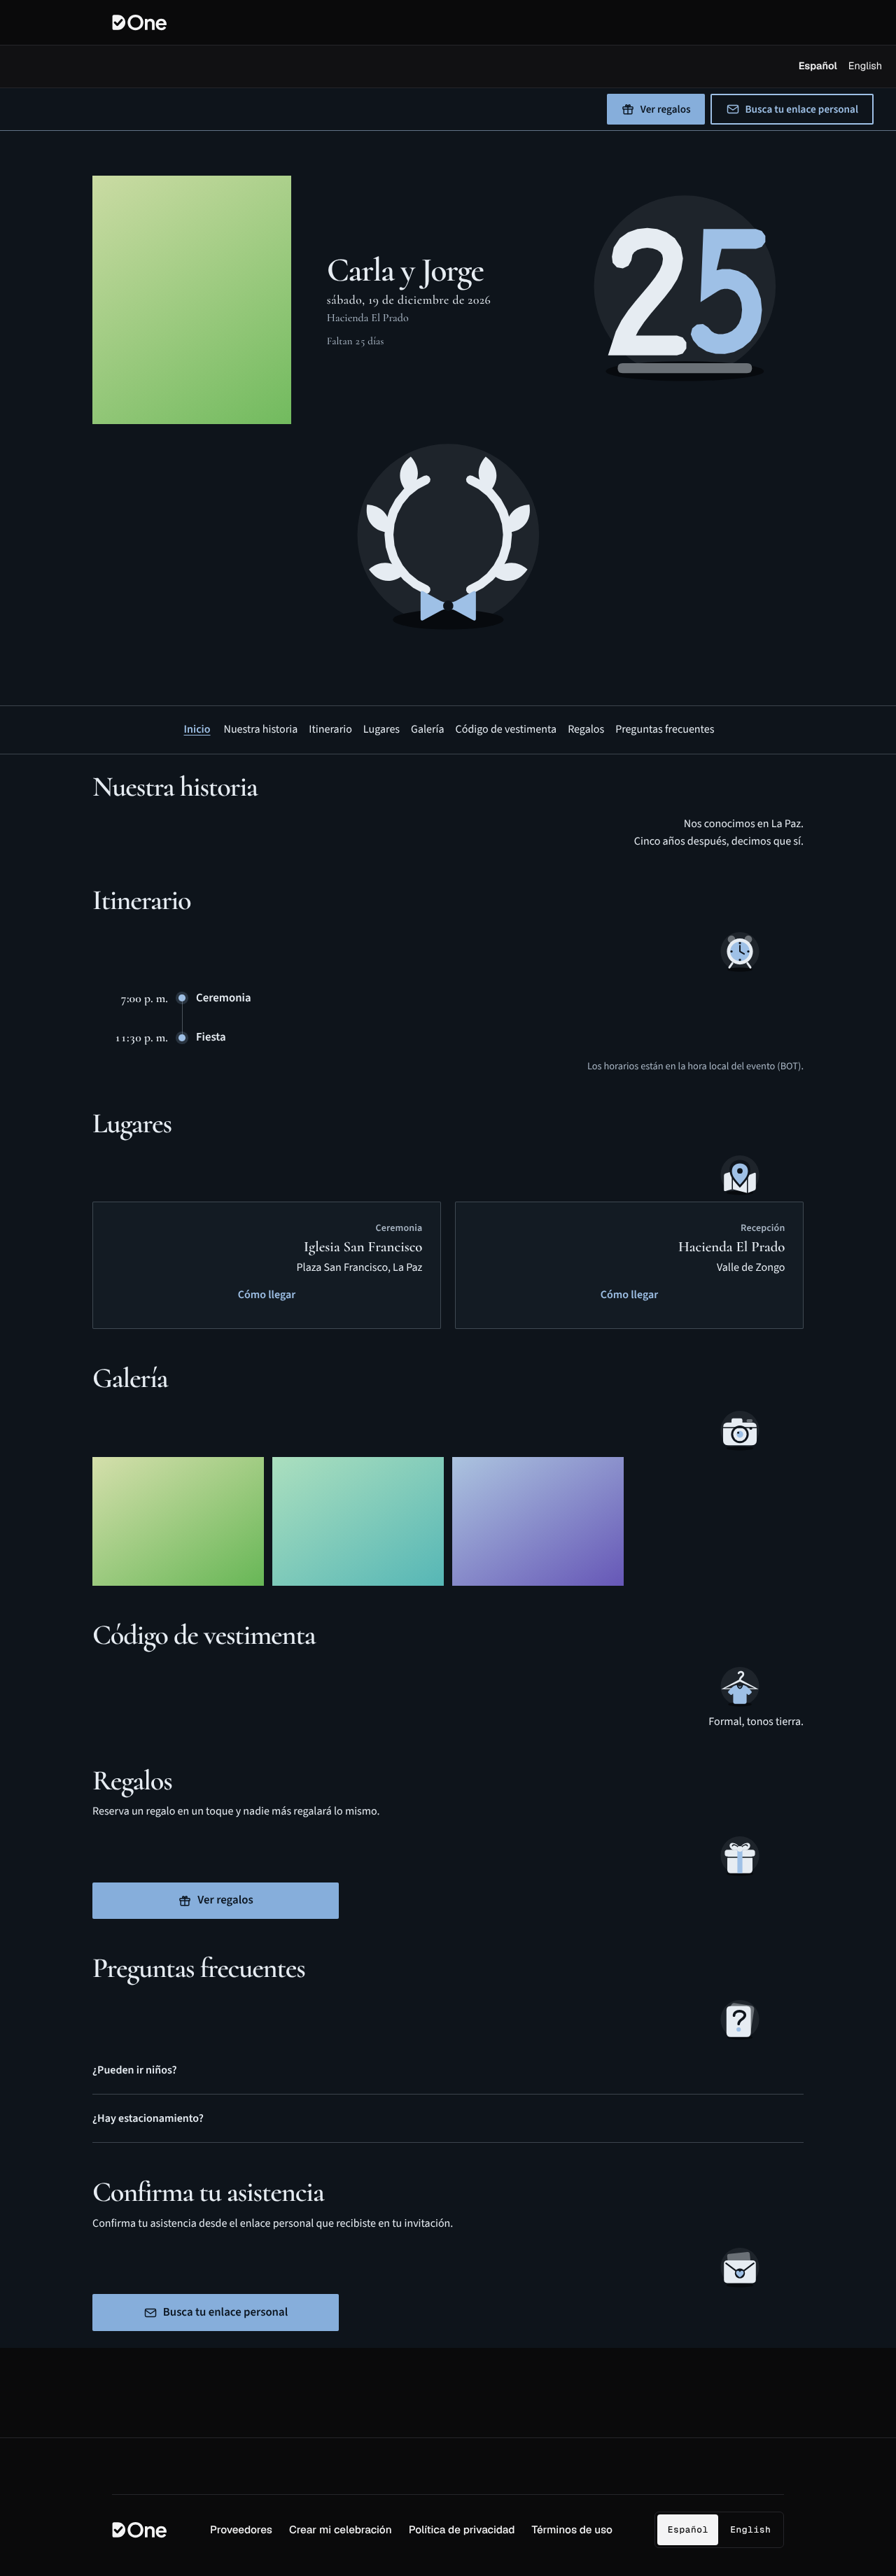 One
Español English
Ver regalos Busca tu enlace personal
Carla y Jorge
sábado, 19 de diciembre de 2026
Hacienda El Prado
Faltan 25 días
25
Inicio Nuestra historia Itinerario Lugares Galería Código de vestimenta Regalos Preguntas frecuentes
Nuestra historia
Nos conocimos en La Paz.
Cinco años después, decimos que sí.
Itinerario
7:00 p. m. Ceremonia
11:30 p. m. Fiesta
Los horarios están en la hora local del evento (BOT).
Lugares
Ceremonia
Iglesia San Francisco
Plaza San Francisco, La Paz
Cómo llegar
Recepción
Hacienda El Prado
Valle de Zongo
Cómo llegar
Galería
Código de vestimenta
Formal, tonos tierra.
Regalos
Reserva un regalo en un toque y nadie más regalará lo mismo.
Ver regalos
Preguntas frecuentes
?
¿Pueden ir niños?
¿Hay estacionamiento?
Confirma tu asistencia
Confirma tu asistencia desde el enlace personal que recibiste en tu invitación.
Busca tu enlace personal
One Proveedores Crear mi celebración Política de privacidad Términos de uso Español English